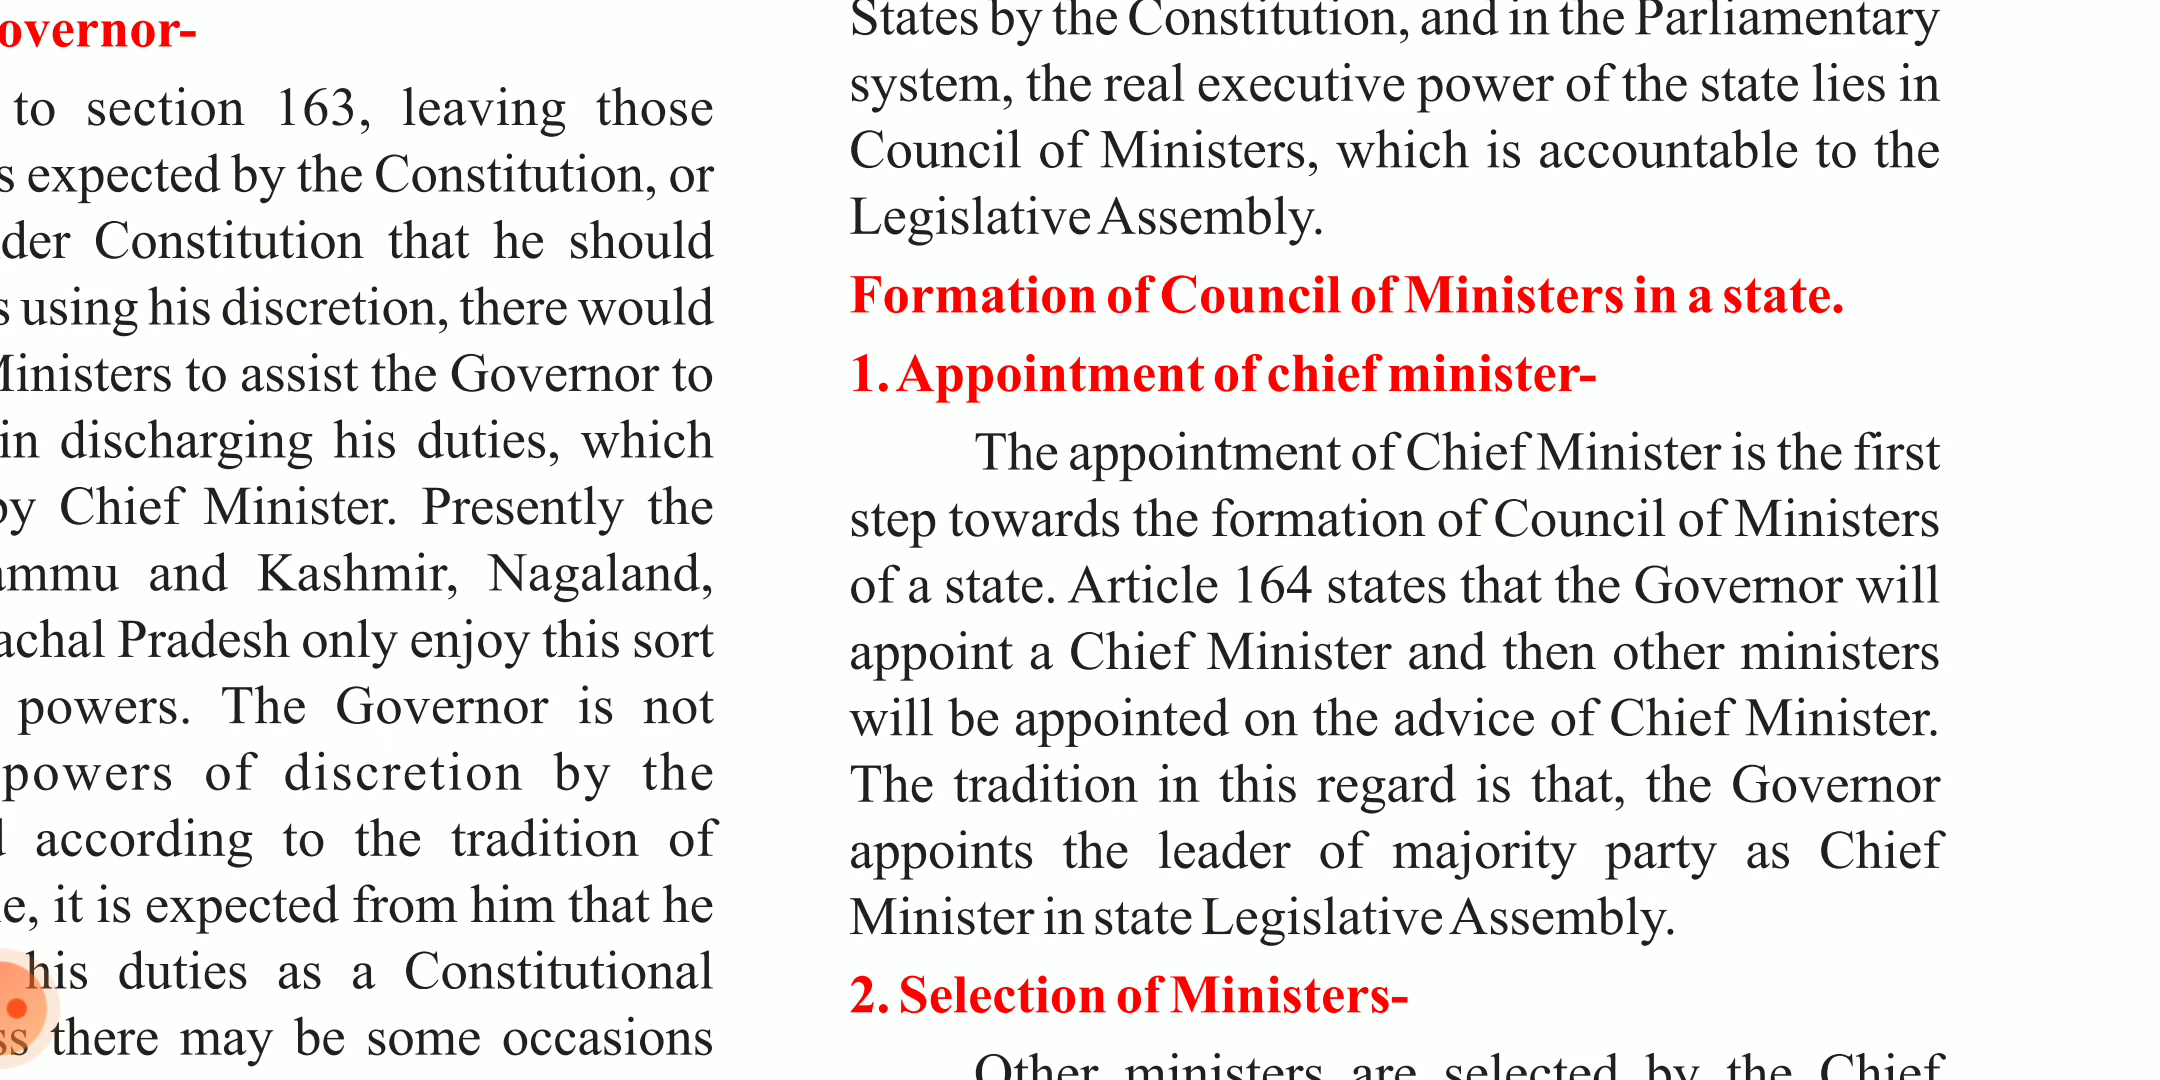 overnor-
to section 163, leaving those
s expected by the Constitution, or
der Constitution that he should
s using his discretion, there would
Ministers to assist the Governor to
in discharging his duties, which
by Chief Minister. Presently the
ammu and Kashmir, Nagaland,
achal Pradesh only enjoy this sort
powers. The Governor is not
powers of discretion by the
according to the tradition of
e, it is expected from him that he
his duties as a Constitutional
ss there may be some occasions
States by the Constitution, and in the Parliamentary
system, the real executive power of the state lies in
Council of Ministers, which is accountable to the
Legislative Assembly.
Formation of Council of Ministers in a state.
1. Appointment of chief minister-
The appointment of Chief Minister is the first
step towards the formation of Council of Ministers
of a state. Article 164 states that the Governor will
appoint a Chief Minister and then other ministers
will be appointed on the advice of Chief Minister.
The tradition in this regard is that, the Governor
appoints the leader of majority party as Chief
Minister in state Legislative Assembly.
2. Selection of Ministers-
Other ministers are selected by the Chief